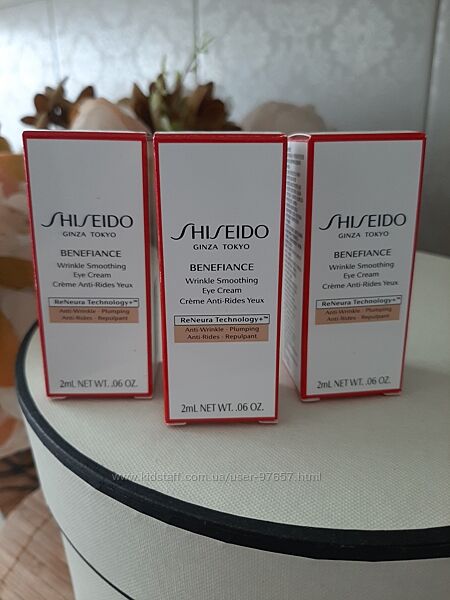 SHISEIDO
GINZA TOKYO
BENEFIANCE
Wrinkle Smoothing
Eye Cream
Crème Anti-Rides Yeux
ReNeura Technology+™
Anti-Wrinkle · Plumping
Anti-Rides · Repulpant
2mL NET WT. .06 OZ.
SHISEIDO
GINZA TOKYO
BENEFIANCE
Wrinkle Smoothing
Eye Cream
Crème Anti-Rides Yeux
ReNeura Technology+™
Anti-Wrinkle · Plumping
Anti-Rides · Repulpant
2mL NET WT. .06 OZ.
SHISEIDO
GINZA TOKYO
BENEFIANCE
Wrinkle Smoothing
Eye Cream
Crème Anti-Rides Yeux
ReNeura Technology+™
Anti-Wrinkle · Plumping
Anti-Rides · Repulpant
2mL NET WT. .06 OZ.
www.kidstaff.com.ua/user-97657.html